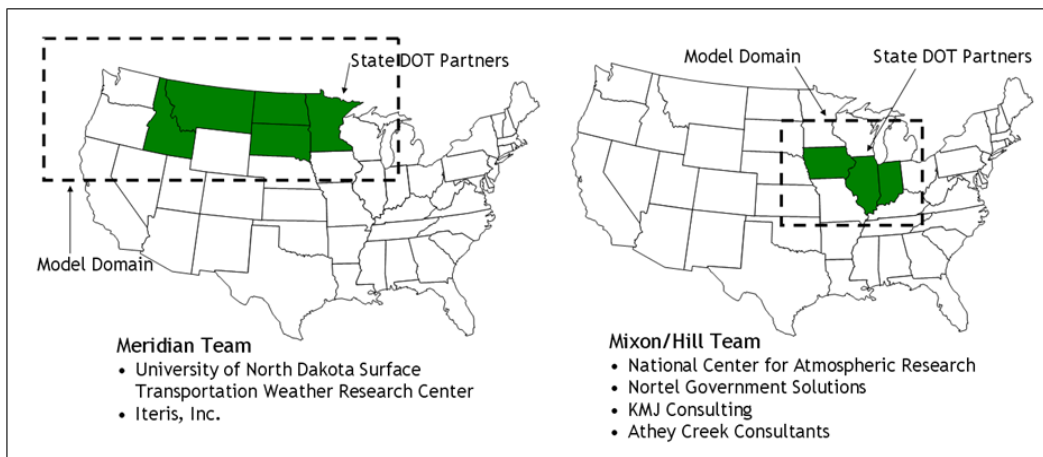 State DOT Partners
Model Domain
Meridian Team
• University of North Dakota Surface
Transportation Weather Research Center
• Iteris, Inc.
Model Domain
State DOT Partners
Mixon/Hill Team
• National Center for Atmospheric Research
• Nortel Government Solutions
• KMJ Consulting
• Athey Creek Consultants